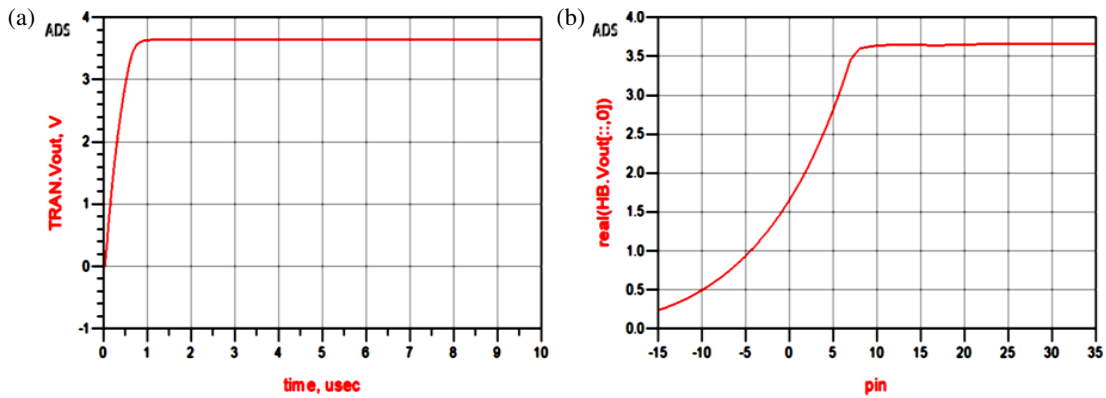 (a)
ADS
4
3
2
1
0
-1
TRAN.Vout, V
0 1 2 3 4 5 6 7 8 9 10
time, usec
(b)
ADS
4.0
3.5
3.0
2.5
2.0
1.5
1.0
0.5
0.0
real(HB.Vout[::,0])
-15 -10 -5 0 5 10 15 20 25 30 35
pin